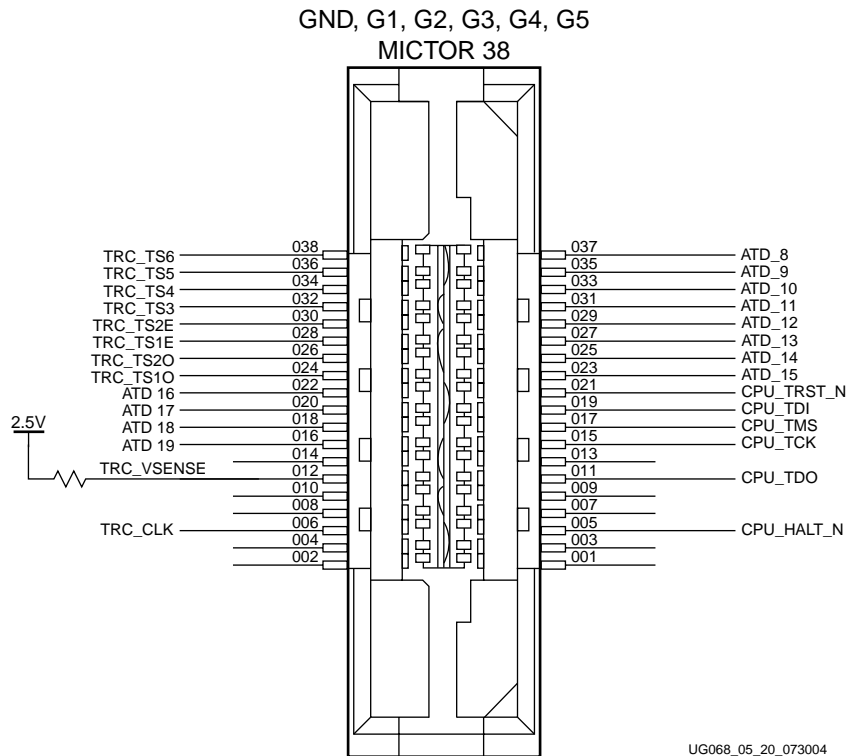 GND, G1, G2, G3, G4, G5
MICTOR 38
TRC_TS6 038 037 ATD_8
TRC_TS5 036 035 ATD_9
TRC_TS4 034 033 ATD_10
TRC_TS3 032 031 ATD_11
TRC_TS2E 030 029 ATD_12
TRC_TS1E 028 027 ATD_13
TRC_TS2O 026 025 ATD_14
TRC_TS1O 024 023 ATD_15
ATD 16 022 021 CPU_TRST_N
ATD 17 020 019 CPU_TDI
2.5V
ATD 18 018 017 CPU_TMS
ATD 19 016 015 CPU_TCK
014 013
TRC_VSENSE 012 011 CPU_TDO
010 009
008 007
TRC_CLK 006 005 CPU_HALT_N
004 003
002 001
UG068_05_20_073004